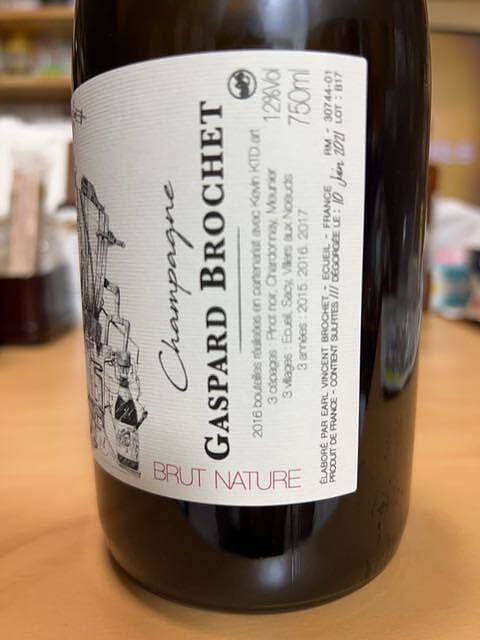 Champagne
GASPARD BROCHET
2016 bouteilles réalisées en partenariat avec Kevin KTD.art
3 cépages : Pinot noir, Chardonnay, Meunier
3 villages : Ecueil, Sacy, Villers aux Noeuds
3 années : 2015, 2016, 2017
12%Vol
750ml
BRUT NATURE
ÉLABORÉ PAR EARL VINCENT BROCHET - ECUEIL - FRANCE RM - 30744-01
PRODUIT DE FRANCE - CONTIENT SULFITES /// DÉGORGÉE LE : 10 Juin 2021 LOT : B17